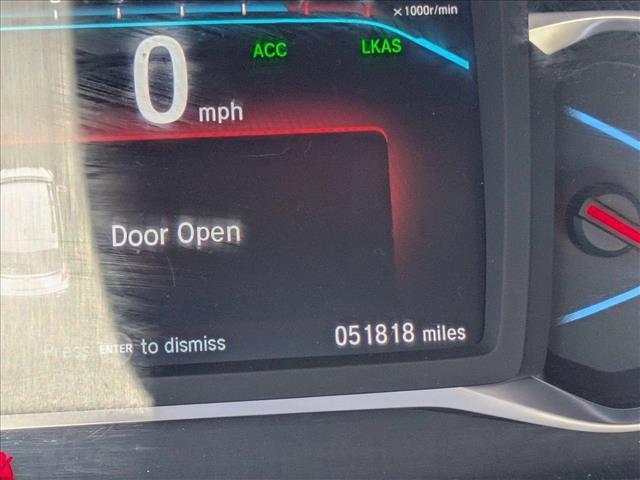 ×1000r/min
ACC LKAS
0 mph
Door Open
051818 miles
Press ENTER to dismiss